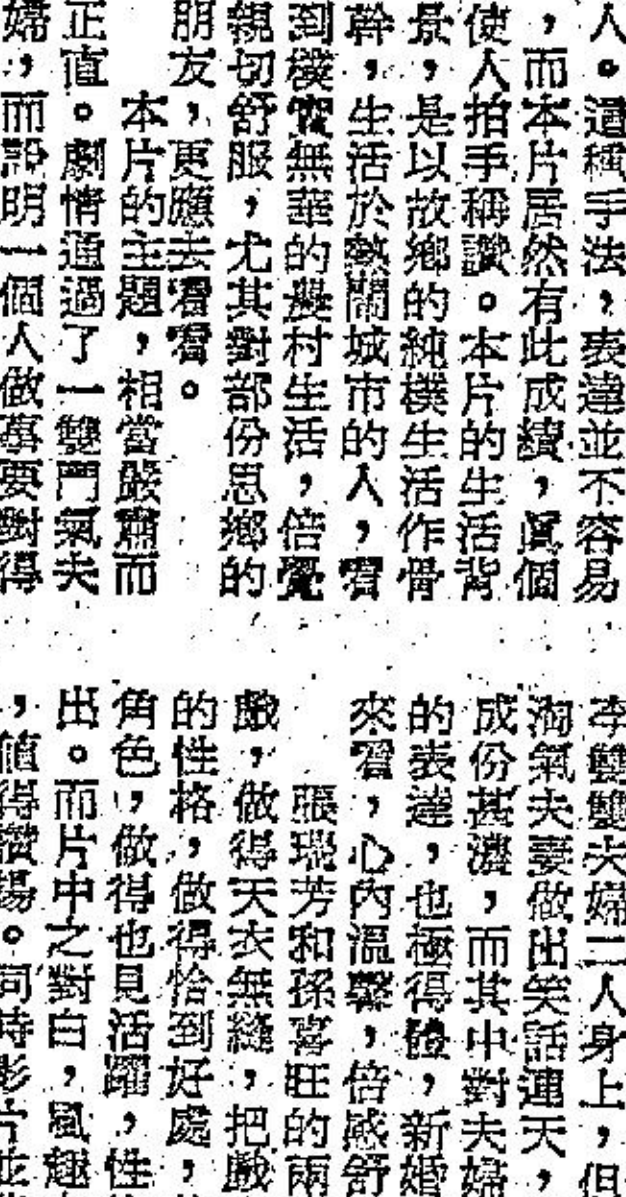 人。這種手法，表達並不容易
，而本片居然有此成績，眞個
使人拍手稱讚。本片的生活背
景，是以故鄉的純樸生活作骨
幹，生活於熱鬧城市的人，看
到樸實無華的農村生活，倍覺
親切舒服，尤其對部份思鄉的
朋友，更應去看看。
本片的主題，相當嚴肅而
正直。劇情通過了一雙鬥氣夫
婦，而說明一個人做事要對得
李雙雙夫婦二人身上，但
淘氣夫妻做出笑話連天，
成份甚濃，而其中對夫婦
的表達，也極得體，新婚
來看，心內溫馨，倍感舒
張瑞芳和孫喜旺的兩
戲，做得天衣無縫，把戲
的性格，做得恰到好處，
角色，做得也見活躍，性
出。而片中之對白，風趣
，值得讚揚。同時影片並